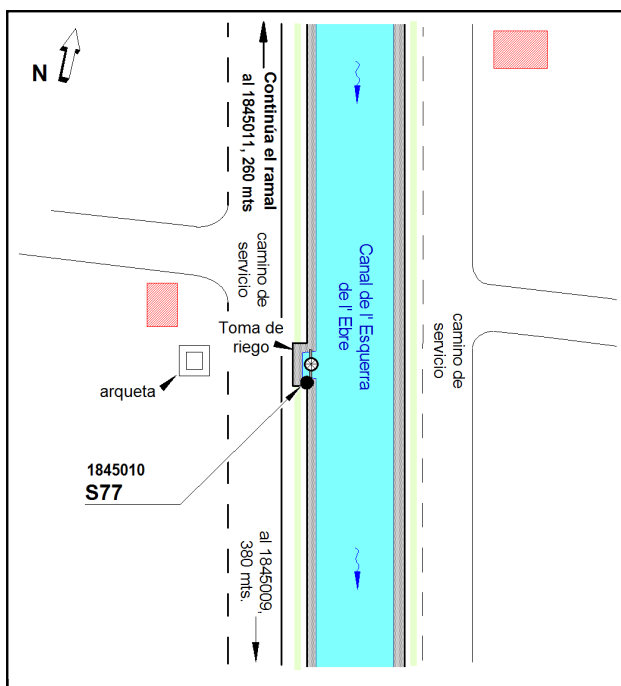 N
Continúa el ramal
al 1845011, 260 mts
camino de
servicio
Canal de l' Esquerra
de l' Ebre
camino de
servicio
Toma de
riego
arqueta
1845010
S77
al 1845009,
380 mts.